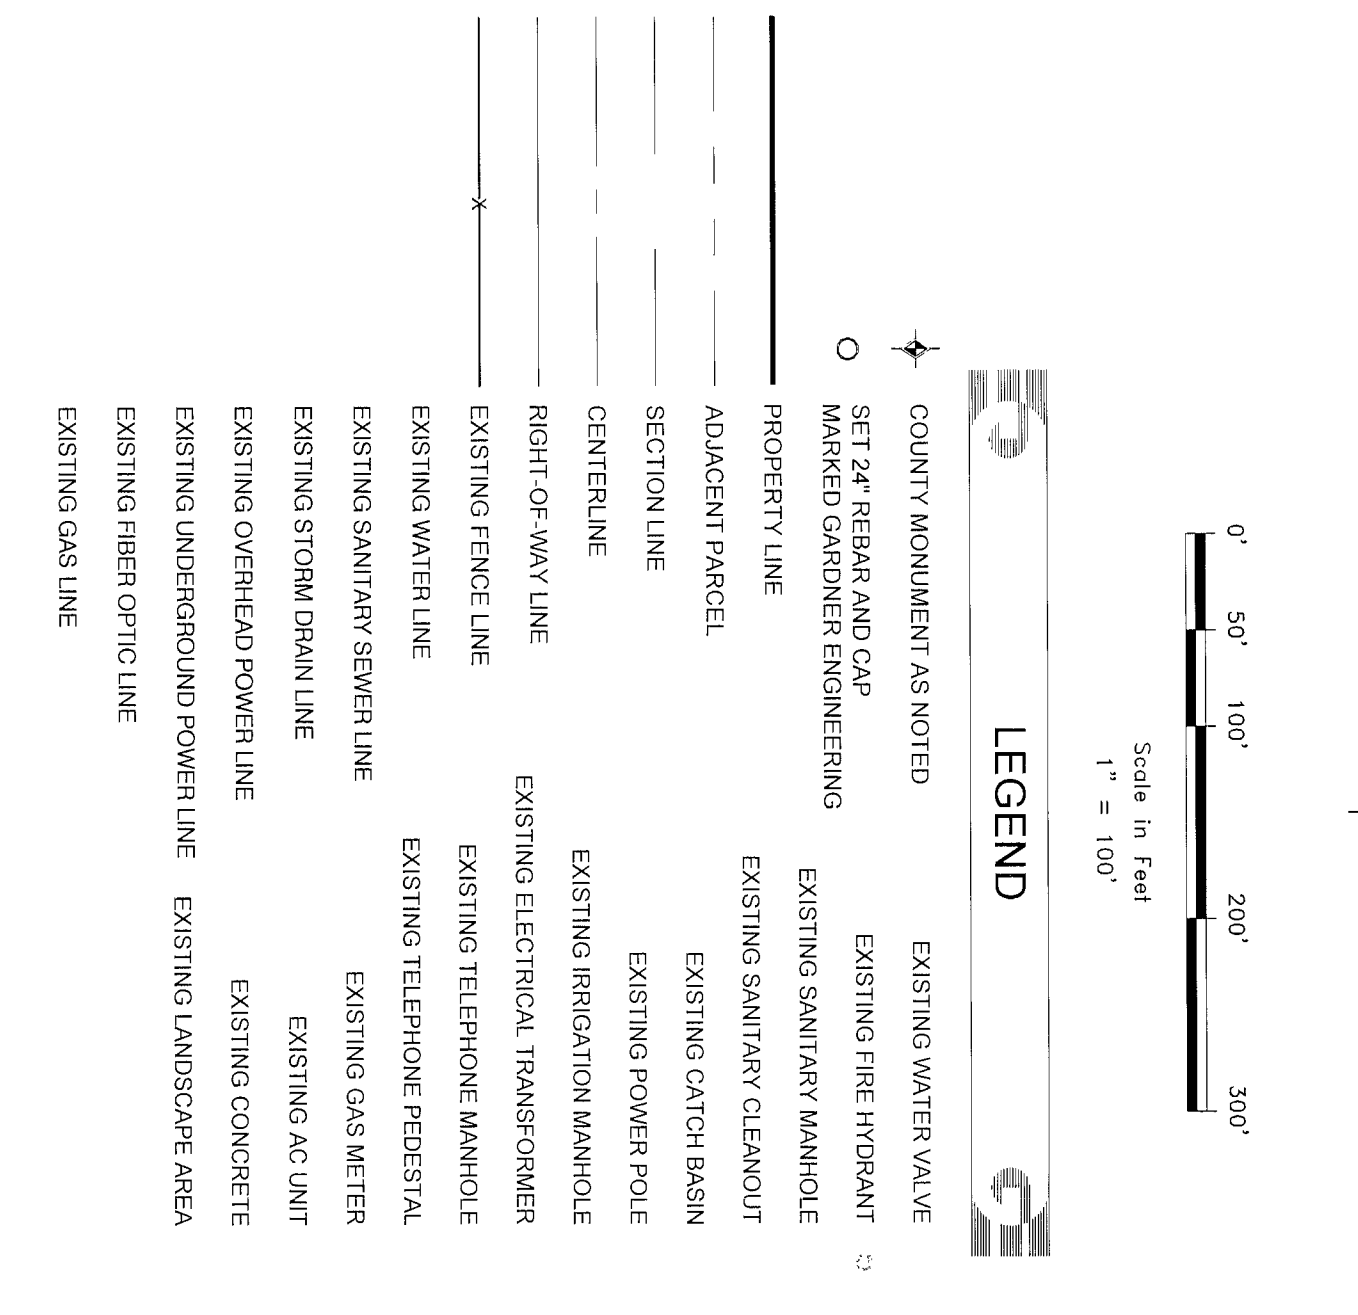 0' 50' 100' 200' 300'
Scale in Feet
1" = 100'
LEGEND
COUNTY MONUMENT AS NOTED
SET 24" REBAR AND CAP
MARKED GARDNER ENGINEERING
PROPERTY LINE
ADJACENT PARCEL
SECTION LINE
CENTERLINE
RIGHT-OF-WAY LINE
X
EXISTING FENCE LINE
EXISTING WATER LINE
EXISTING SANITARY SEWER LINE
EXISTING STORM DRAIN LINE
EXISTING OVERHEAD POWER LINE
EXISTING UNDERGROUND POWER LINE
EXISTING FIBER OPTIC LINE
EXISTING GAS LINE
EXISTING WATER VALVE
EXISTING FIRE HYDRANT
EXISTING SANITARY MANHOLE
EXISTING SANITARY CLEANOUT
EXISTING CATCH BASIN
EXISTING POWER POLE
EXISTING IRRIGATION MANHOLE
EXISTING ELECTRICAL TRANSFORMER
EXISTING TELEPHONE MANHOLE
EXISTING TELEPHONE PEDESTAL
EXISTING GAS METER
EXISTING AC UNIT
EXISTING CONCRETE
EXISTING LANDSCAPE AREA